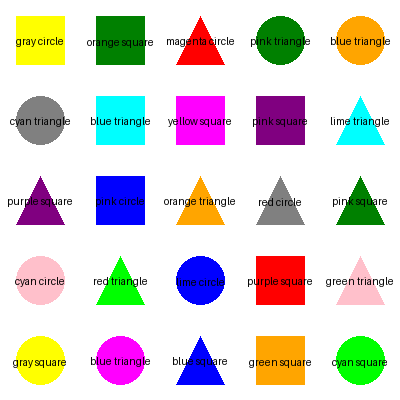 gray circle orange square magenta circle pink triangle blue triangle
cyan triangle blue triangle yellow square pink square lime triangle
purple square pink circle orange triangle red circle pink square
cyan circle red triangle lime circle purple square green triangle
gray square blue triangle blue square green square cyan square